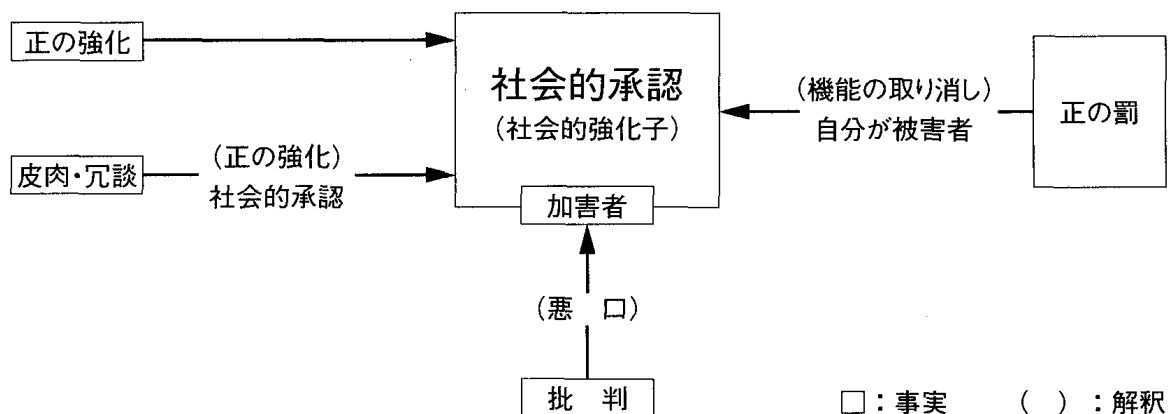 正の強化
社会的承認
(社会的強化子)
(機能の取り消し)
自分が被害者
正の罰
皮肉・冗談
(正の強化)
社会的承認
加害者
(悪 口)
批 判
□:事実 ( ):解釈